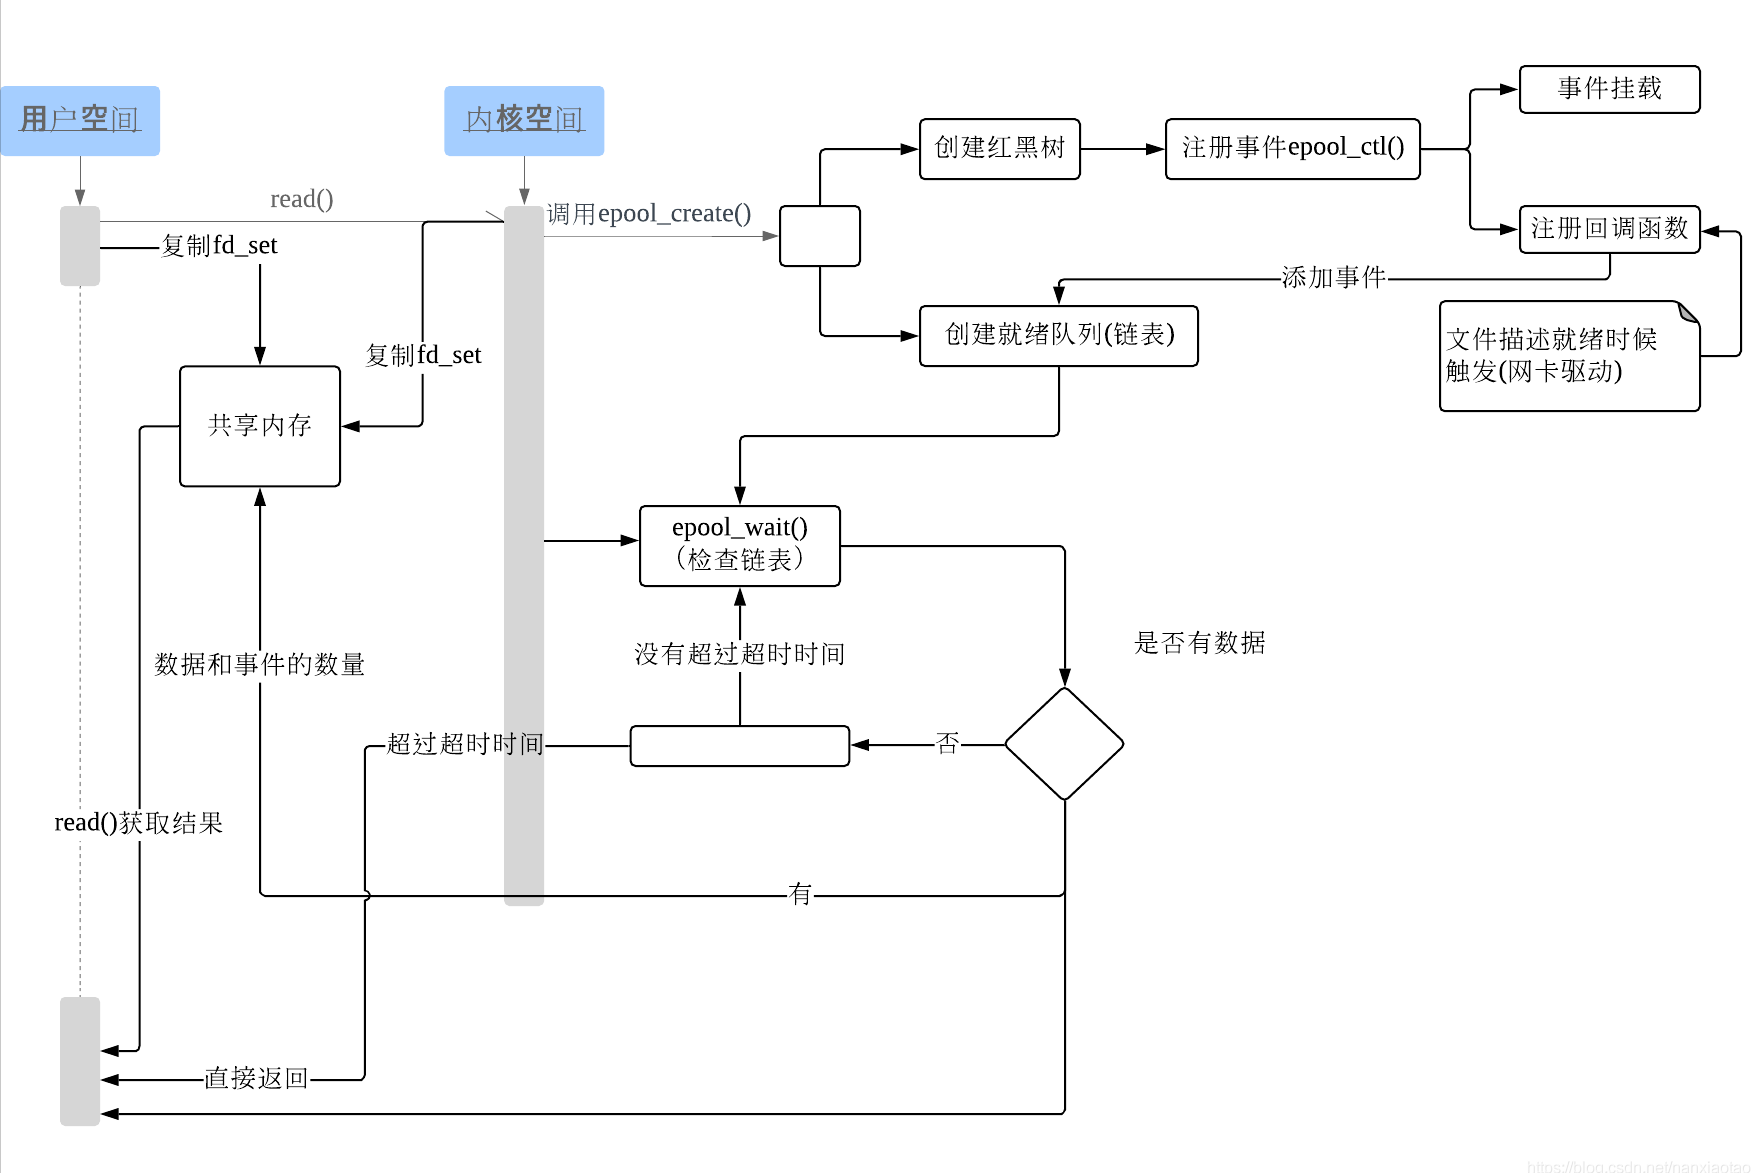 事件挂载
用户空间
内核空间
创建红黑树
注册事件epool_ctl()
read()
调用epool_create()
注册回调函数
复制fd_set
添加事件
创建就绪队列(链表)
文件描述就绪时候
触发(网卡驱动)
复制fd_set
共享内存
epool_wait()
（检查链表）
没有超过超时时间
是否有数据
数据和事件的数量
超过超时时间
否
read()获取结果
有
直接返回
https://blog.csdn.net/nanxiaotao